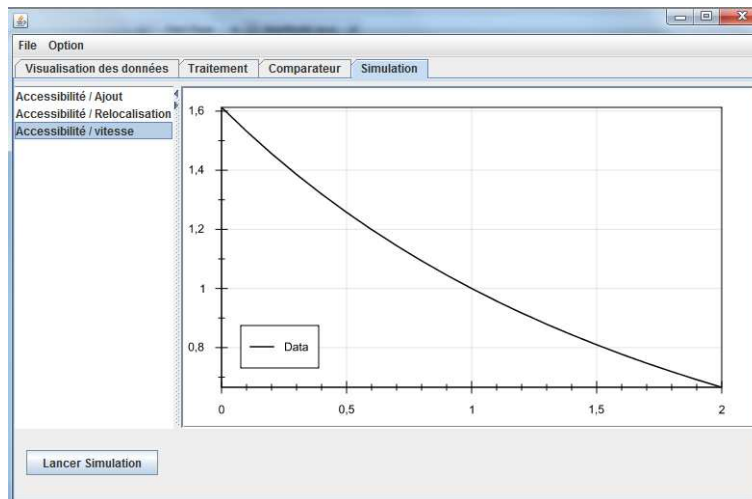 File Option
Visualisation des données Traitement Comparateur Simulation
Accessibilité / Ajout
Accessibilité / Relocalisation
Accessibilité / vitesse
1,6
1,4
1,2
1
0,8
Data
0 0,5 1 1,5 2
Lancer Simulation